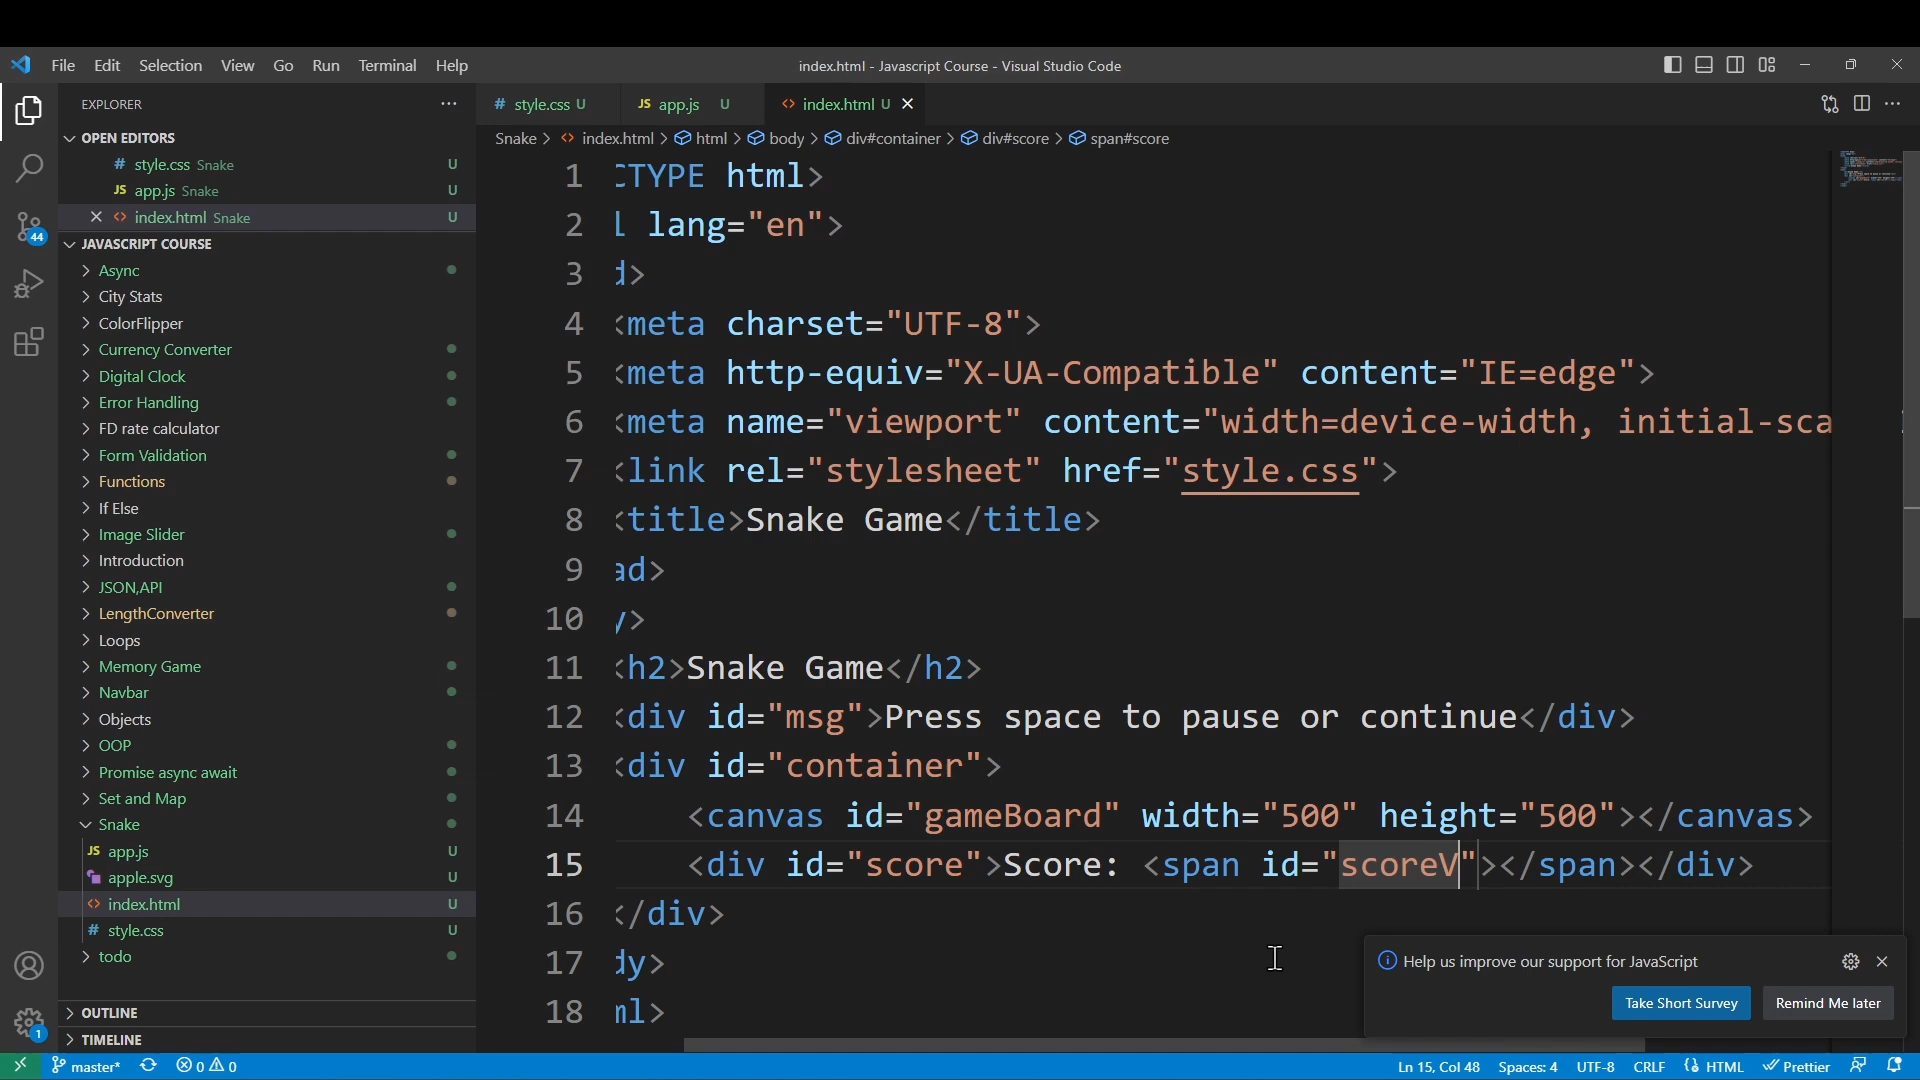 File Edit Selection View Go Run Terminal Help
index.html - Javascript Course - Visual Studio Code
EXPLORER
# style.css U
JS app.js U
<> index.html U
OPEN EDITORS
Snake > <> index.html > html > body > div#container > div#score > span#score
# style.css Snake U
JS app.js Snake U
<> index.html Snake U
44
JAVASCRIPT COURSE
Async
City Stats
ColorFlipper
Currency Converter
Digital Clock
Error Handling
FD rate calculator
Form Validation
Functions
If Else
Image Slider
Introduction
JSON,API
LengthConverter
Loops
Memory Game
Navbar
Objects
OOP
Promise async await
Set and Map
Snake
JS app.js U
apple.svg U
<> index.html U
# style.css U
todo
OUTLINE
TIMELINE
1 CTYPE html>
2 l lang="en">
3 d>
4 <meta charset="UTF-8">
5 <meta http-equiv="X-UA-Compatible" content="IE=edge">
6 <meta name="viewport" content="width=device-width, initial-sca
7 <link rel="stylesheet" href="style.css">
8 <title>Snake Game</title>
9 ad>
10 y>
11 <h2>Snake Game</h2>
12 <div id="msg">Press space to pause or continue</div>
13 <div id="container">
14 <canvas id="gameBoard" width="500" height="500"></canvas>
15 <div id="score">Score: <span id="scoreV"></span></div>
16 </div>
17 dy>
18 ml>
Help us improve our support for JavaScript
Take Short Survey
Remind Me later
1
master* 0 0
Ln 15, Col 48 Spaces: 4 UTF-8 CRLF HTML Prettier